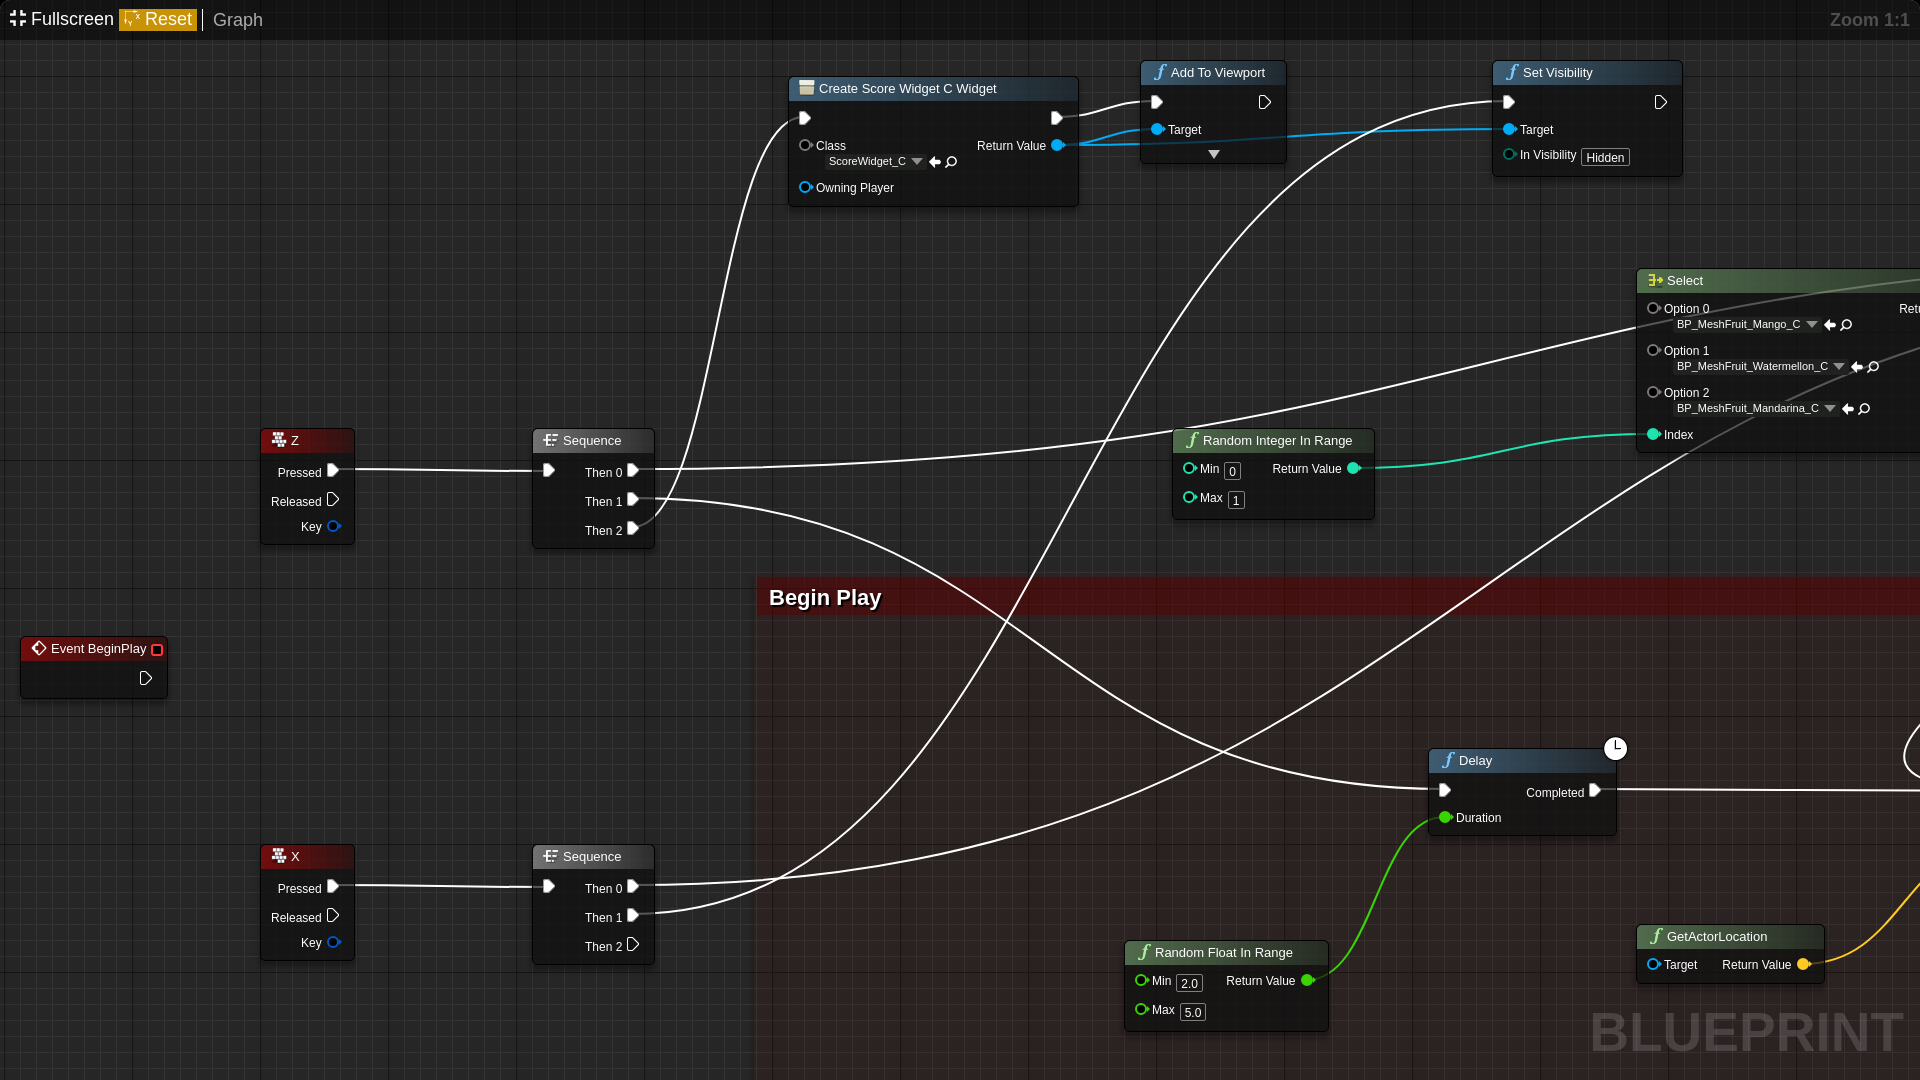 Fullscreen Reset Graph Zoom 1:1
Create Score Widget C Widget
Class Return Value
ScoreWidget_C
Owning Player
Add To Viewport
Target
Set Visibility
Target
In Visibility Hidden
Select
Option 0
BP_MeshFruit_Mango_C
Option 1
BP_MeshFruit_Watermellon_C
Option 2
BP_MeshFruit_Mandarina_C
Index
Z
Pressed
Released
Key
Sequence
Then 0
Then 1
Then 2
Random Integer In Range
Min 0 Return Value
Max 1
Begin Play
Event BeginPlay
Delay
Completed
Duration
X
Pressed
Released
Key
Sequence
Then 0
Then 1
Then 2
Random Float In Range
Min 2.0 Return Value
Max 5.0
GetActorLocation
Target Return Value
BLUEPRINT